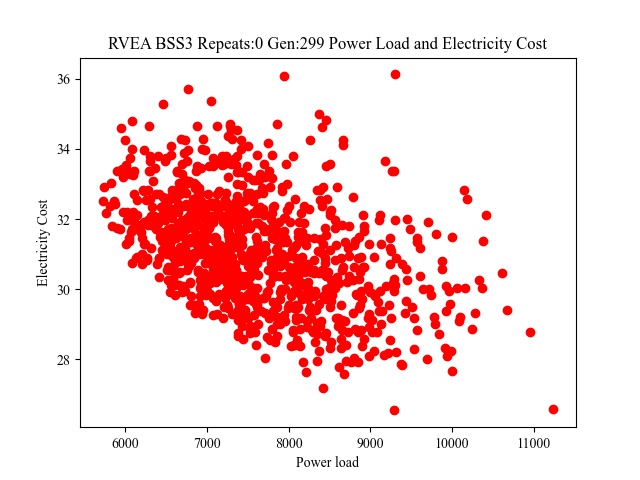 RVEA BSS3 Repeats:0 Gen:299 Power Load and Electricity Cost
36
34
32
30
28
Electricity Cost
6000 7000 8000 9000 10000 11000
Power load